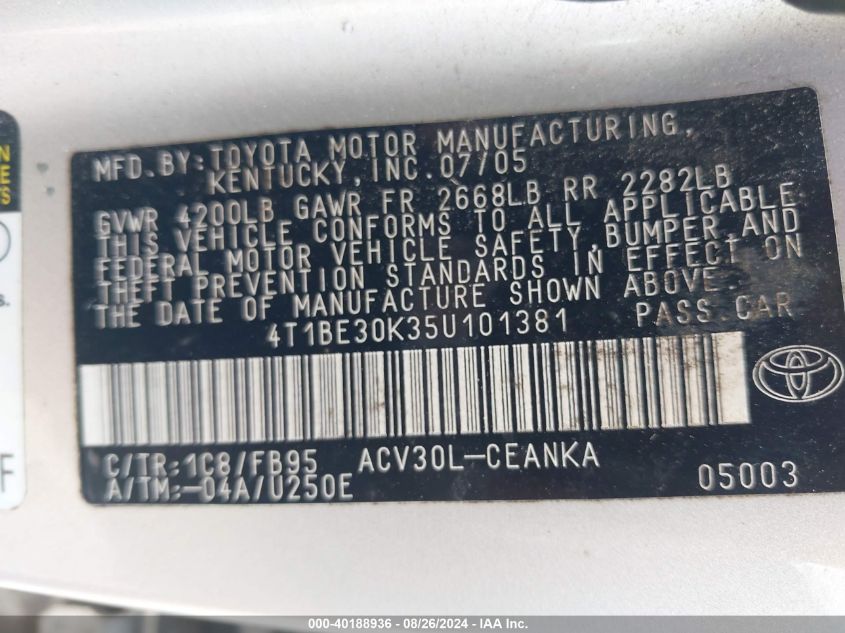 MFD.BY:TOYOTA MOTOR MANUFACTURING,
KENTUCKY, INC.07/05
GVWR 4200LB GAWR FR 2668LB RR 2282LB
THIS VEHICLE CONFORMS TO ALL APPLICABLE
FEDERAL MOTOR VEHICLE SAFETY,BUMPER,AND
THEFT PREVENTION STANDARDS IN EFFECT ON
THE DATE OF MANUFACTURE SHOWN ABOVE.
4T1BE30K35U101381 PASS.CAR
C/TR:1C8/FB95 ACV30L-CEANKA
A/TM:-04A/U250E 05003
N
E
S
s.
F
000-40188936 - 08/26/2024 - IAA Inc.